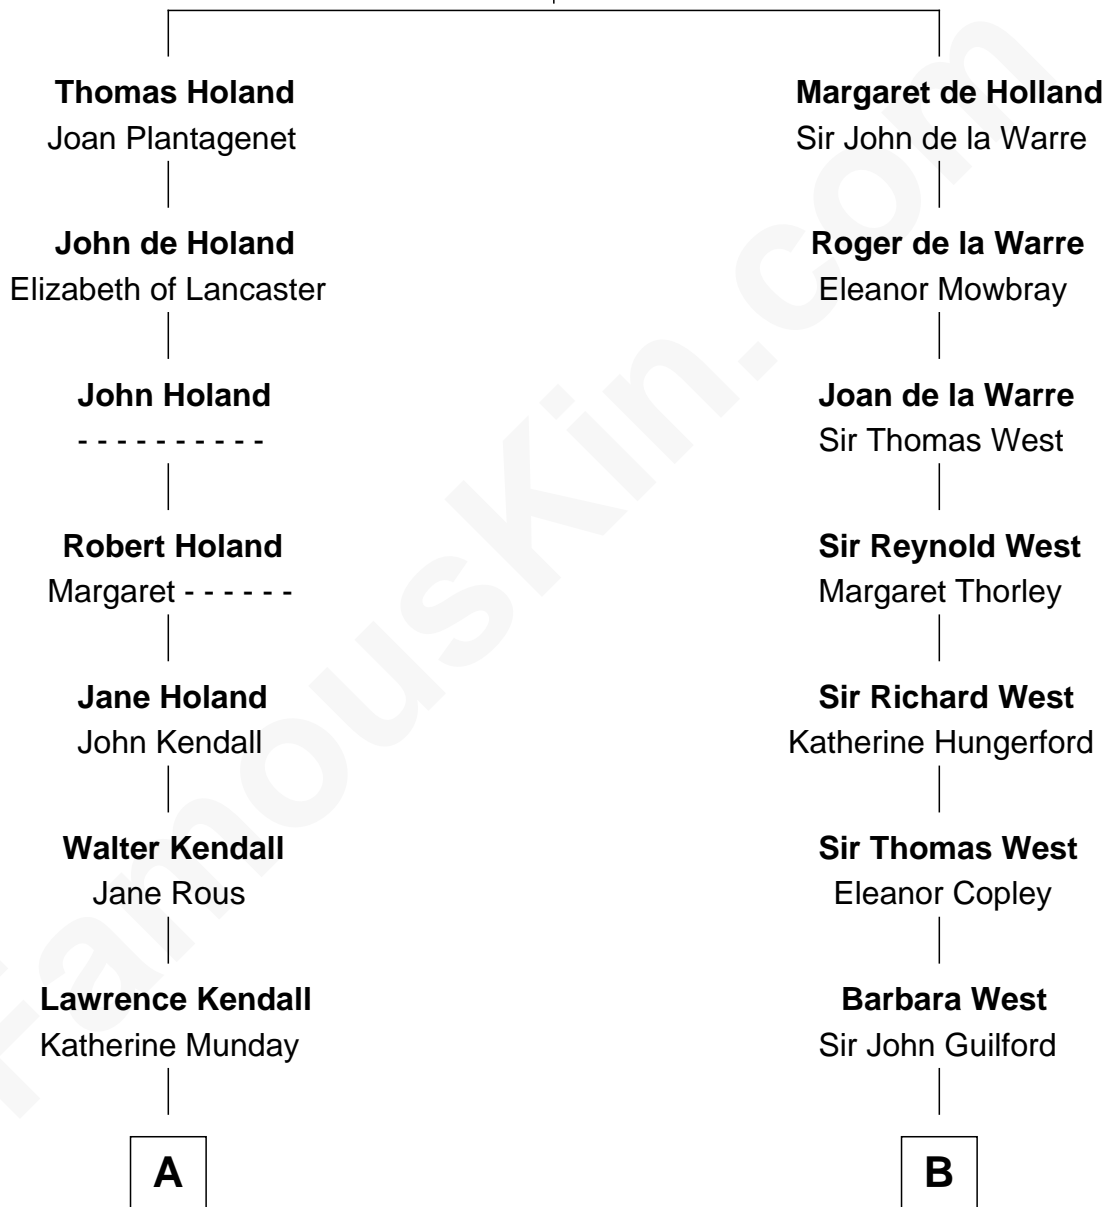 Thomas Holand
Joan Plantagenet
John de Holand
Elizabeth of Lancaster
John Holand
- - - - - - - - - -
Robert Holand
Margaret - - - - - -
Jane Holand
John Kendall
Walter Kendall
Jane Rous
Lawrence Kendall
Katherine Munday
A
Margaret de Holland
Sir John de la Warre
Roger de la Warre
Eleanor Mowbray
Joan de la Warre
Sir Thomas West
Sir Reynold West
Margaret Thorley
Sir Richard West
Katherine Hungerford
Sir Thomas West
Eleanor Copley
Barbara West
Sir John Guilford
B
FamousKin.com